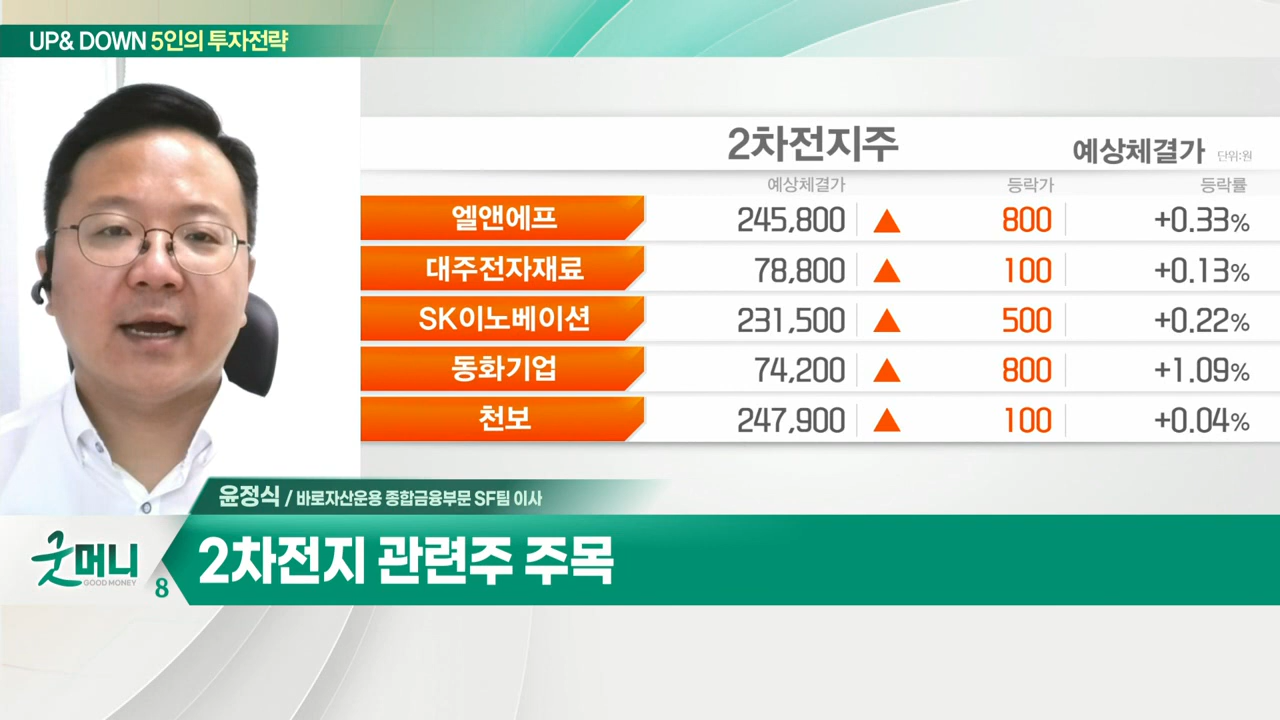 UP& DOWN 5인의 투자전략
2차전지주 예상체결가 단위:원
예상체결가 등락가 등락률
엘앤에프 245,800 ▲ 800 +0.33%
대주전자재료 78,800 ▲ 100 +0.13%
SK이노베이션 231,500 ▲ 500 +0.22%
동화기업 74,200 ▲ 800 +1.09%
천보 247,900 ▲ 100 +0.04%
윤정식 / 바로자산운용 종합금융부문 SF팀 이사
굿머니
GOOD MONEY
8
2차전지 관련주 주목